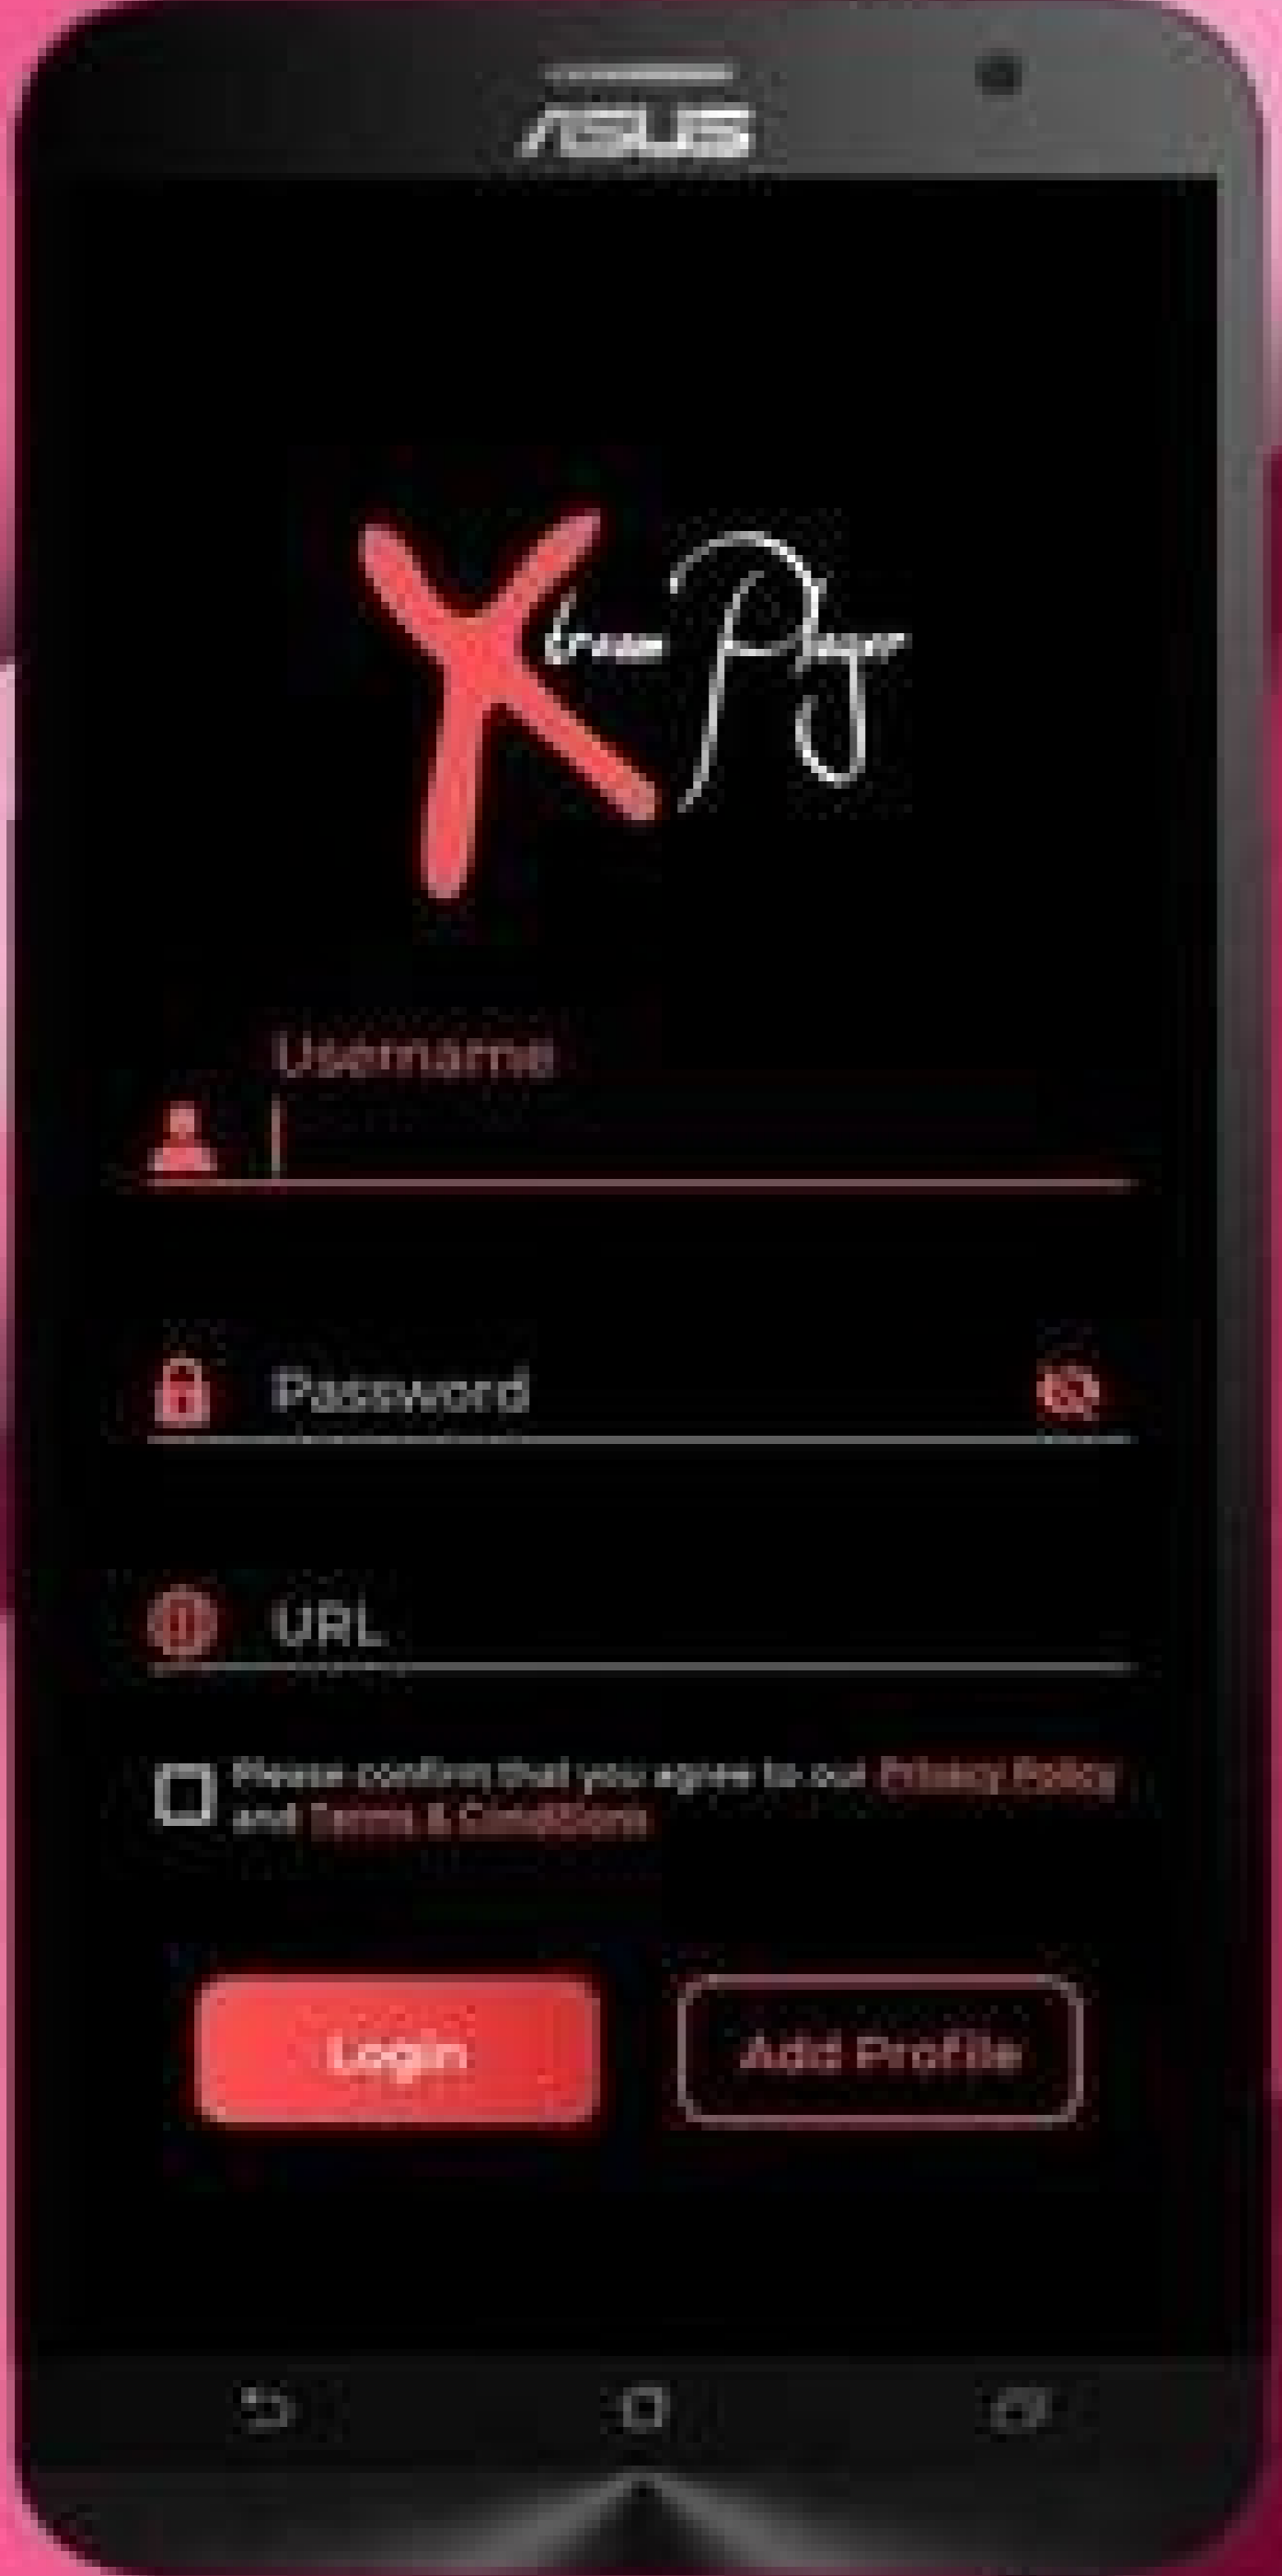 ASUS
Xtream Player
Username
Password
URL
Please confirm that you agree to our Privacy Policy
and Terms & Conditions
Login
Add Profile